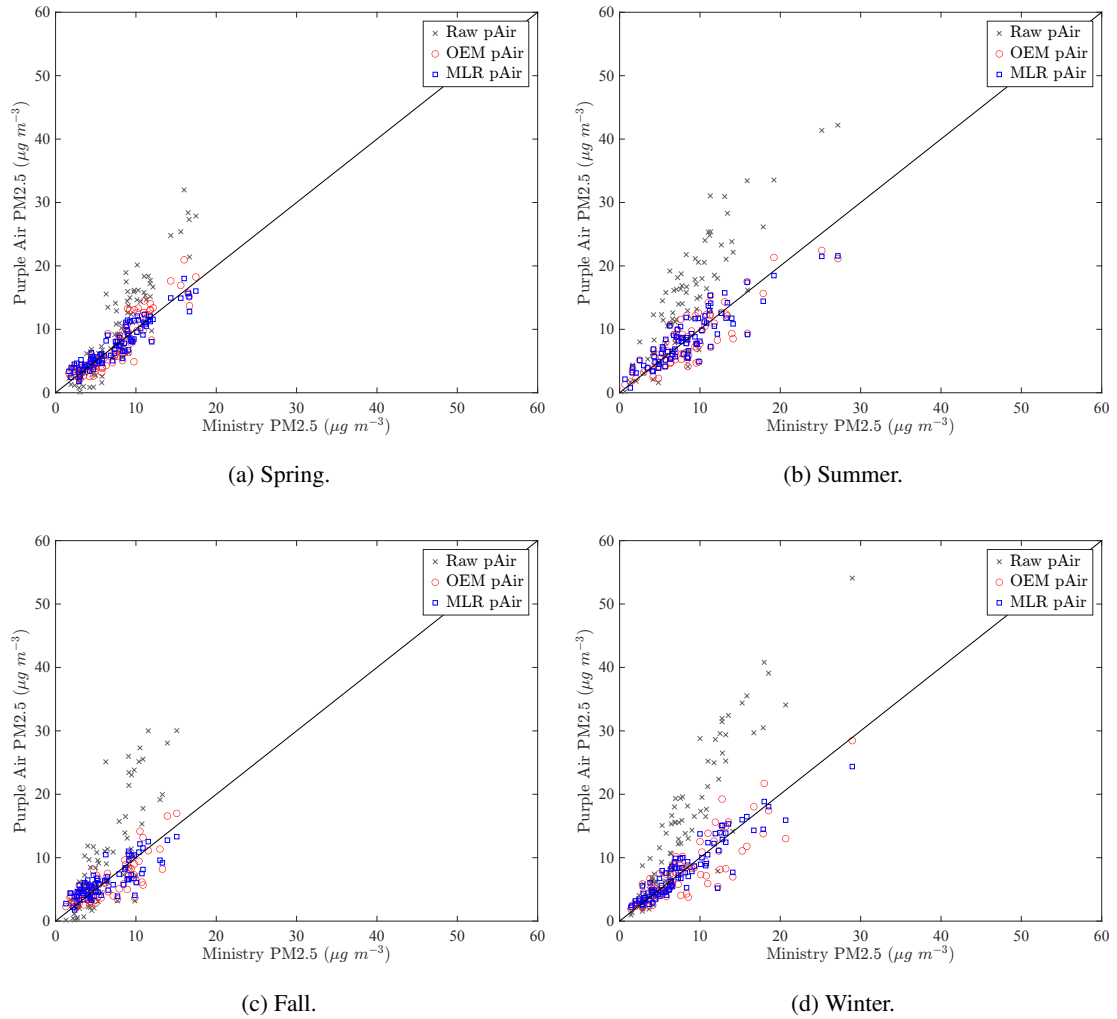 60
50
40
30
20
10
0
Purple Air PM2.5 (μg m⁻³)
× Raw pAir
○ OEM pAir
□ MLR pAir
0 10 20 30 40 50 60
Ministry PM2.5 (μg m⁻³)
(a) Spring.
60
50
40
30
20
10
0
Purple Air PM2.5 (μg m⁻³)
× Raw pAir
○ OEM pAir
□ MLR pAir
0 10 20 30 40 50 60
Ministry PM2.5 (μg m⁻³)
(b) Summer.
60
50
40
30
20
10
0
Purple Air PM2.5 (μg m⁻³)
× Raw pAir
○ OEM pAir
□ MLR pAir
0 10 20 30 40 50 60
Ministry PM2.5 (μg m⁻³)
(c) Fall.
60
50
40
30
20
10
0
Purple Air PM2.5 (μg m⁻³)
× Raw pAir
○ OEM pAir
□ MLR pAir
0 10 20 30 40 50 60
Ministry PM2.5 (μg m⁻³)
(d) Winter.